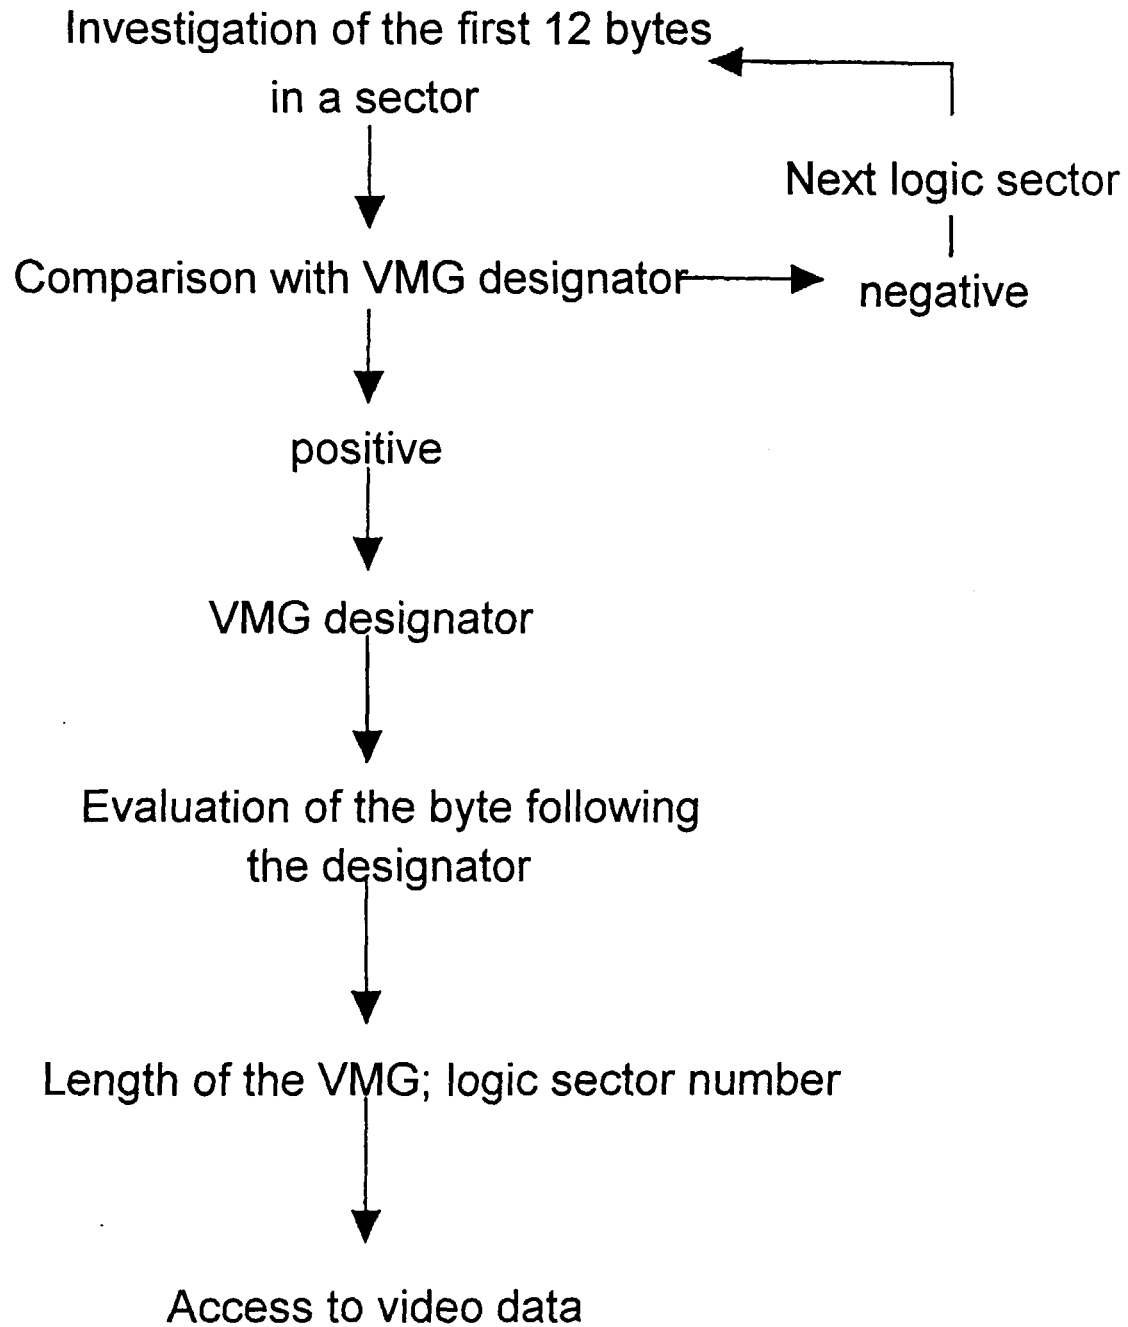 Investigation of the first 12 bytes
in a sector
Next logic sector
Comparison with VMG designator
negative
positive
VMG designator
Evaluation of the byte following
the designator
Length of the VMG; logic sector number
Access to video data